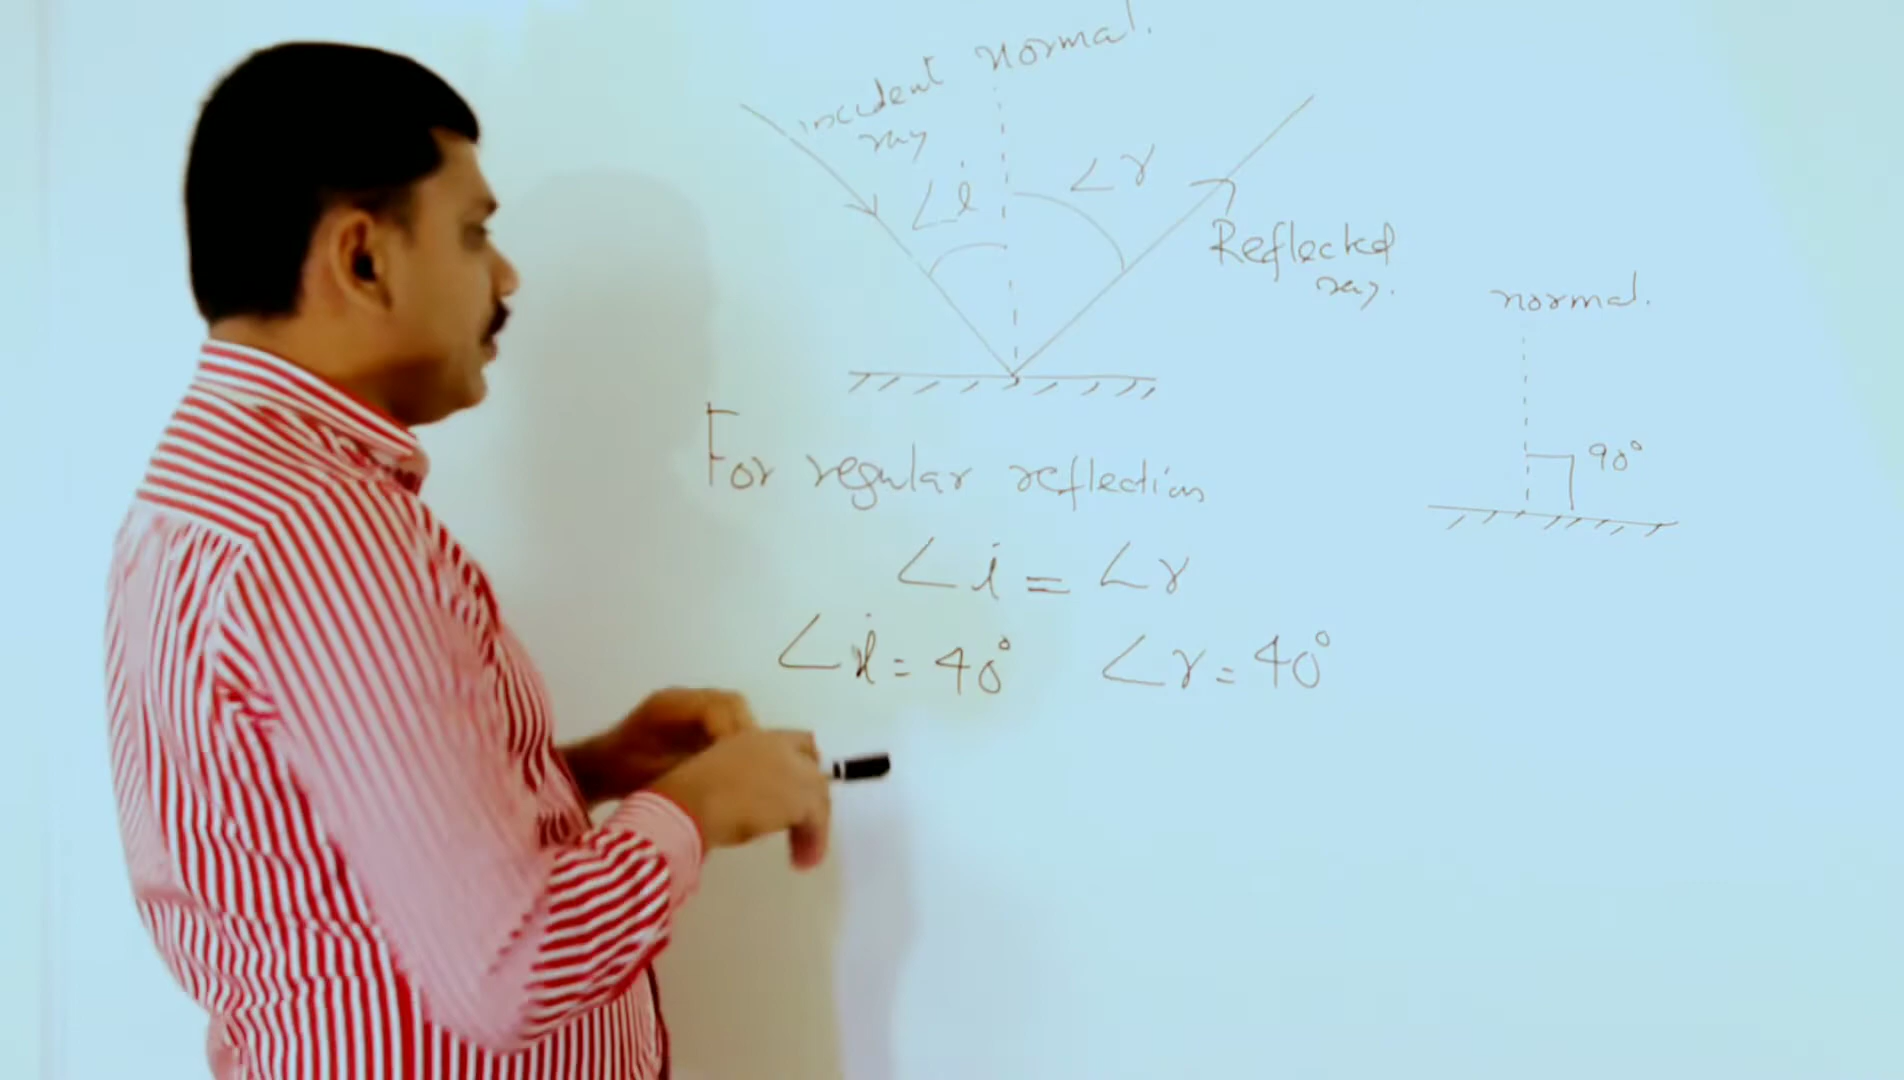 normal.
incident
ray
∠i
∠r
Reflected
ray.
normal.
90°
For regular reflection
∠i = ∠r
∠i = 40° ∠r = 40°